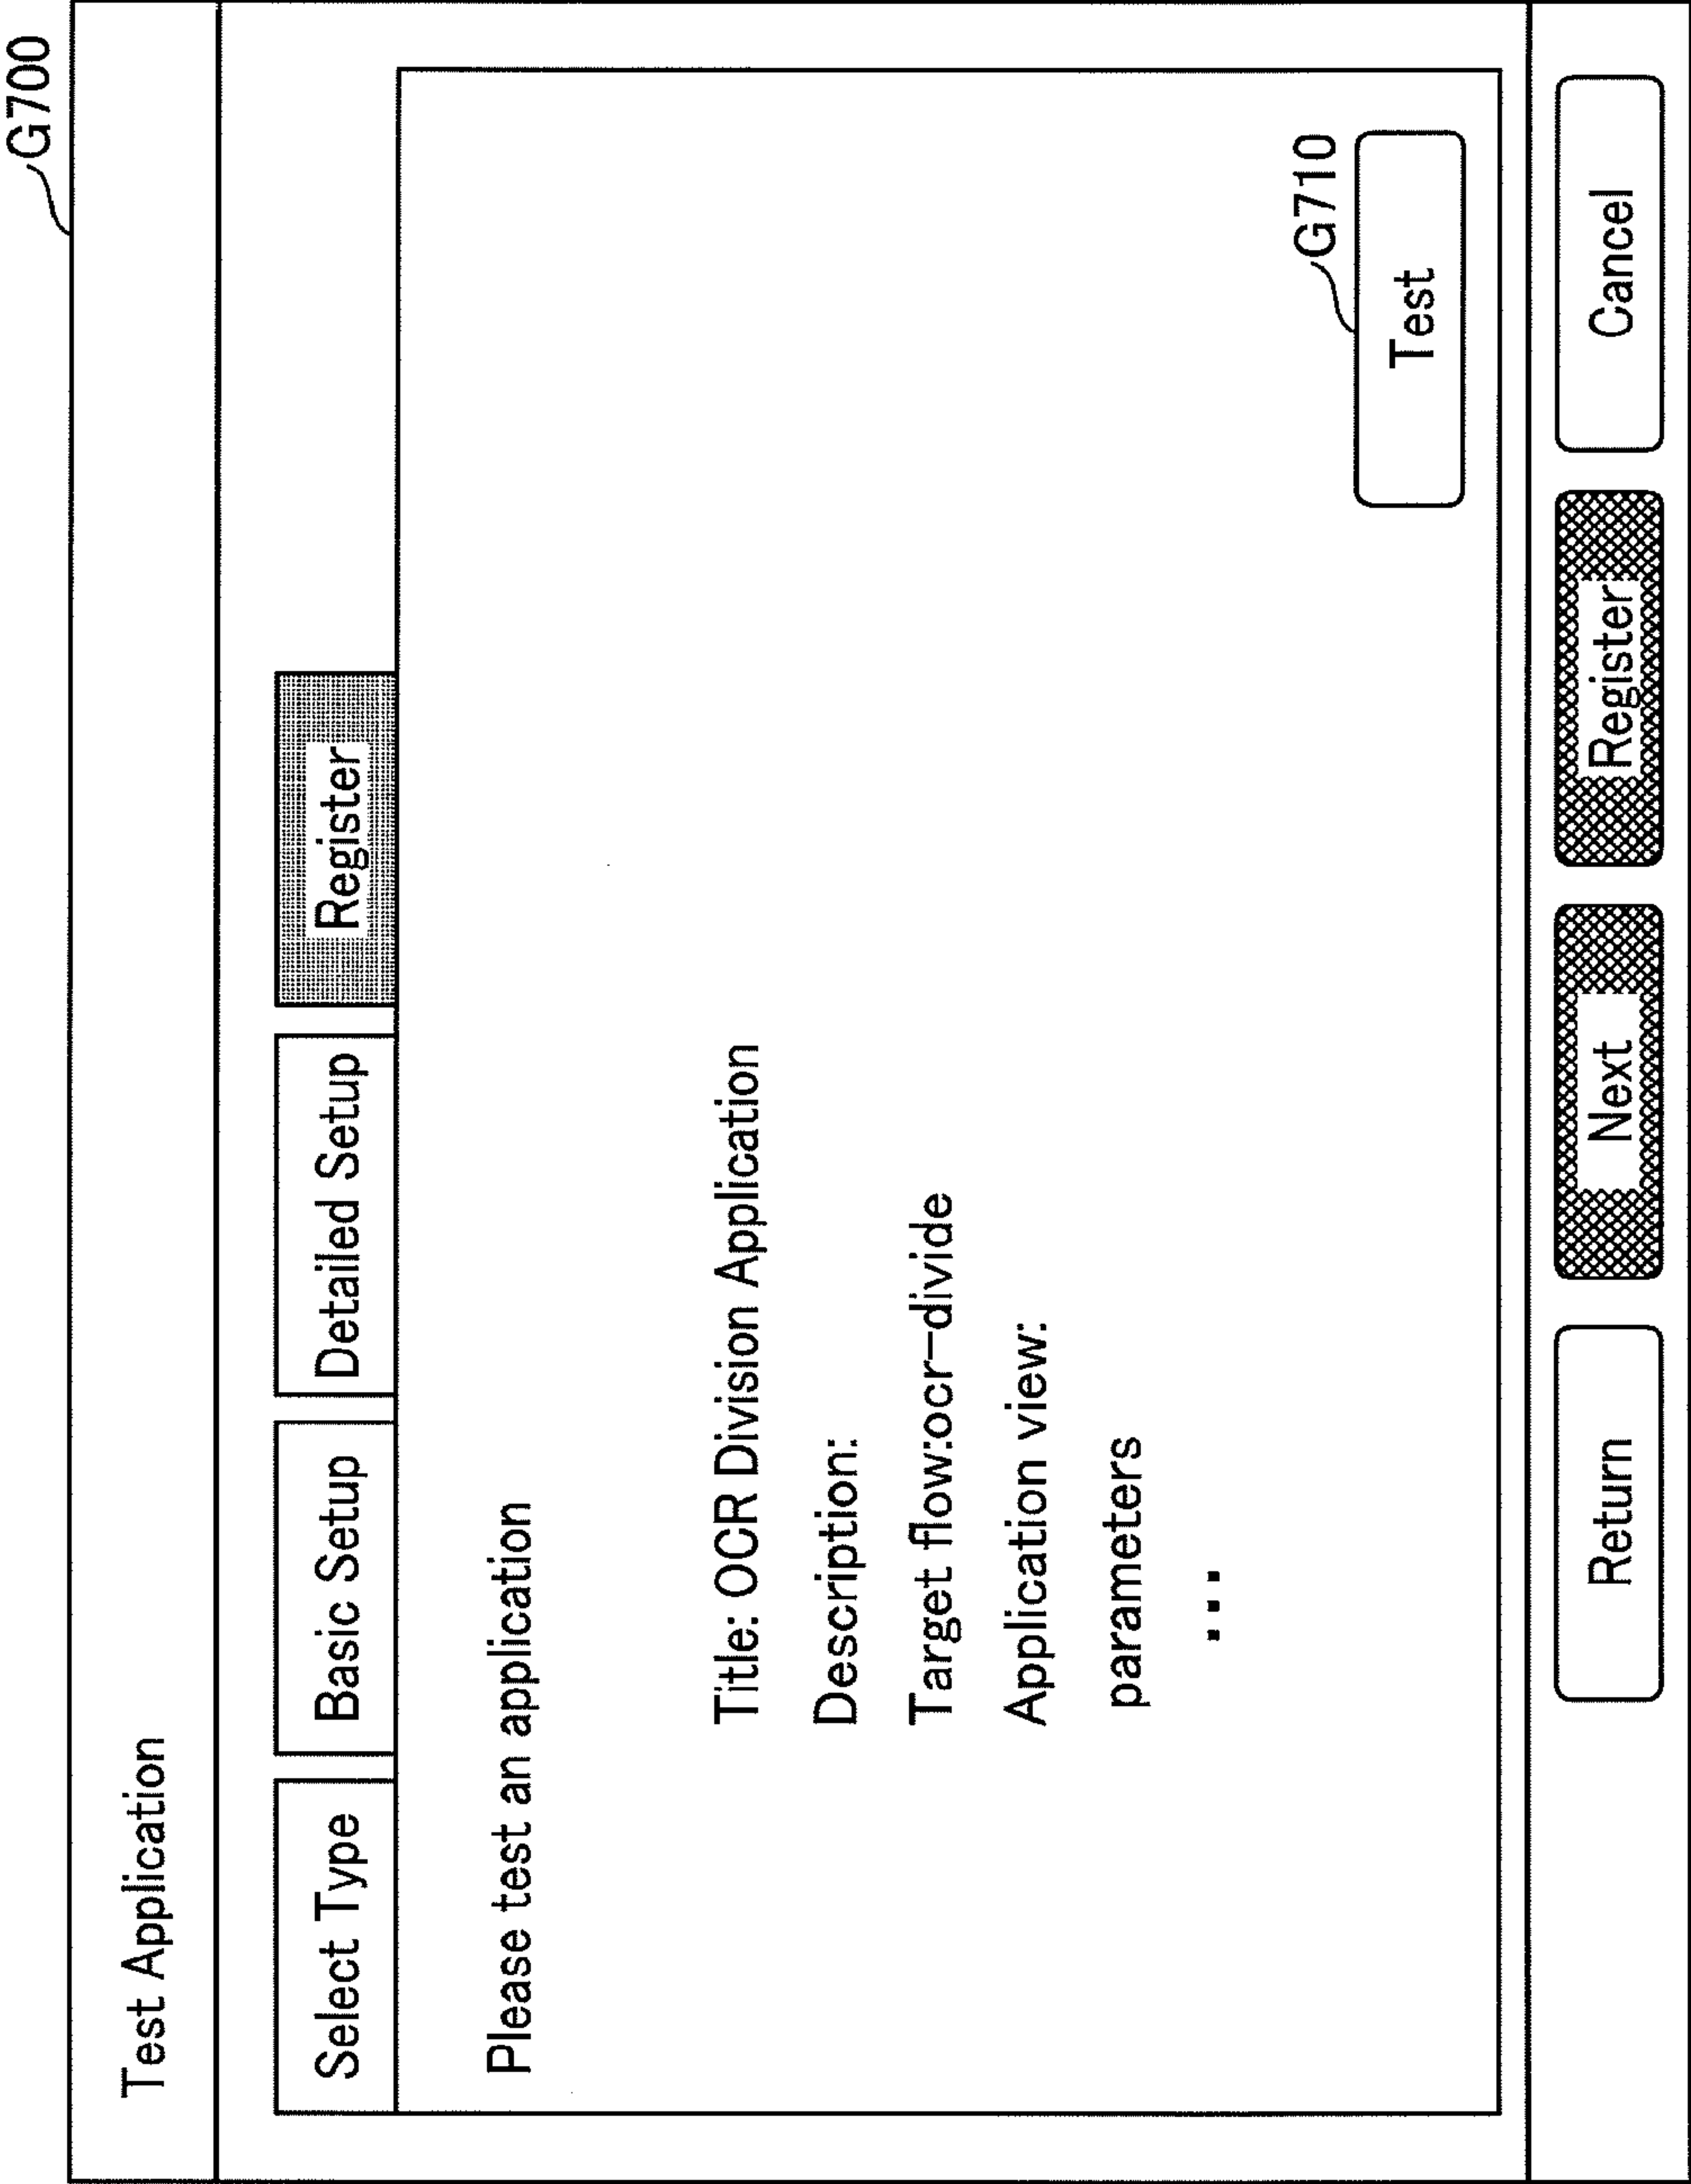 G700
Test Application
Select Type Basic Setup Detailed Setup Register
Please test an application
Title: OCR Division Application
Description:
Target flow:ocr-divide
Application view:
parameters
...
G710
Test
Return Next Register Cancel